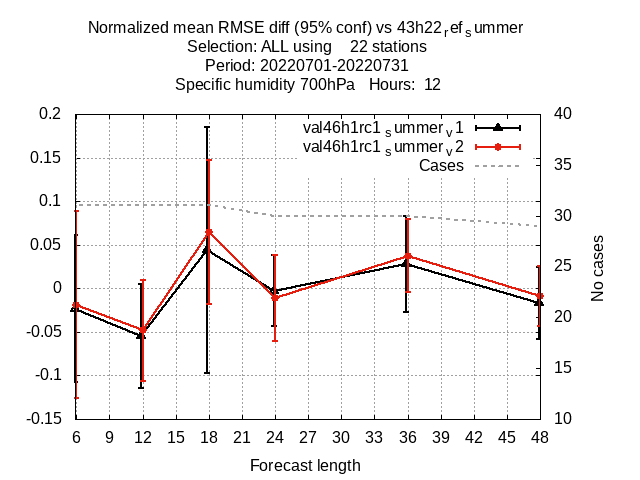 Normalized mean RMSE diff (95% conf) vs 43h22refsummer
Selection: ALL using 22 stations
Period: 20220701-20220731
Specific humidity 700hPa Hours: 12
0.2
0.15
0.1
0.05
0
-0.05
-0.1
-0.15
40
35
30
25
20
15
10
val46h1rc1summerv1
val46h1rc1summerv2
Cases
No cases
6 9 12 15 18 21 24 27 30 33 36 39 42 45 48
Forecast length